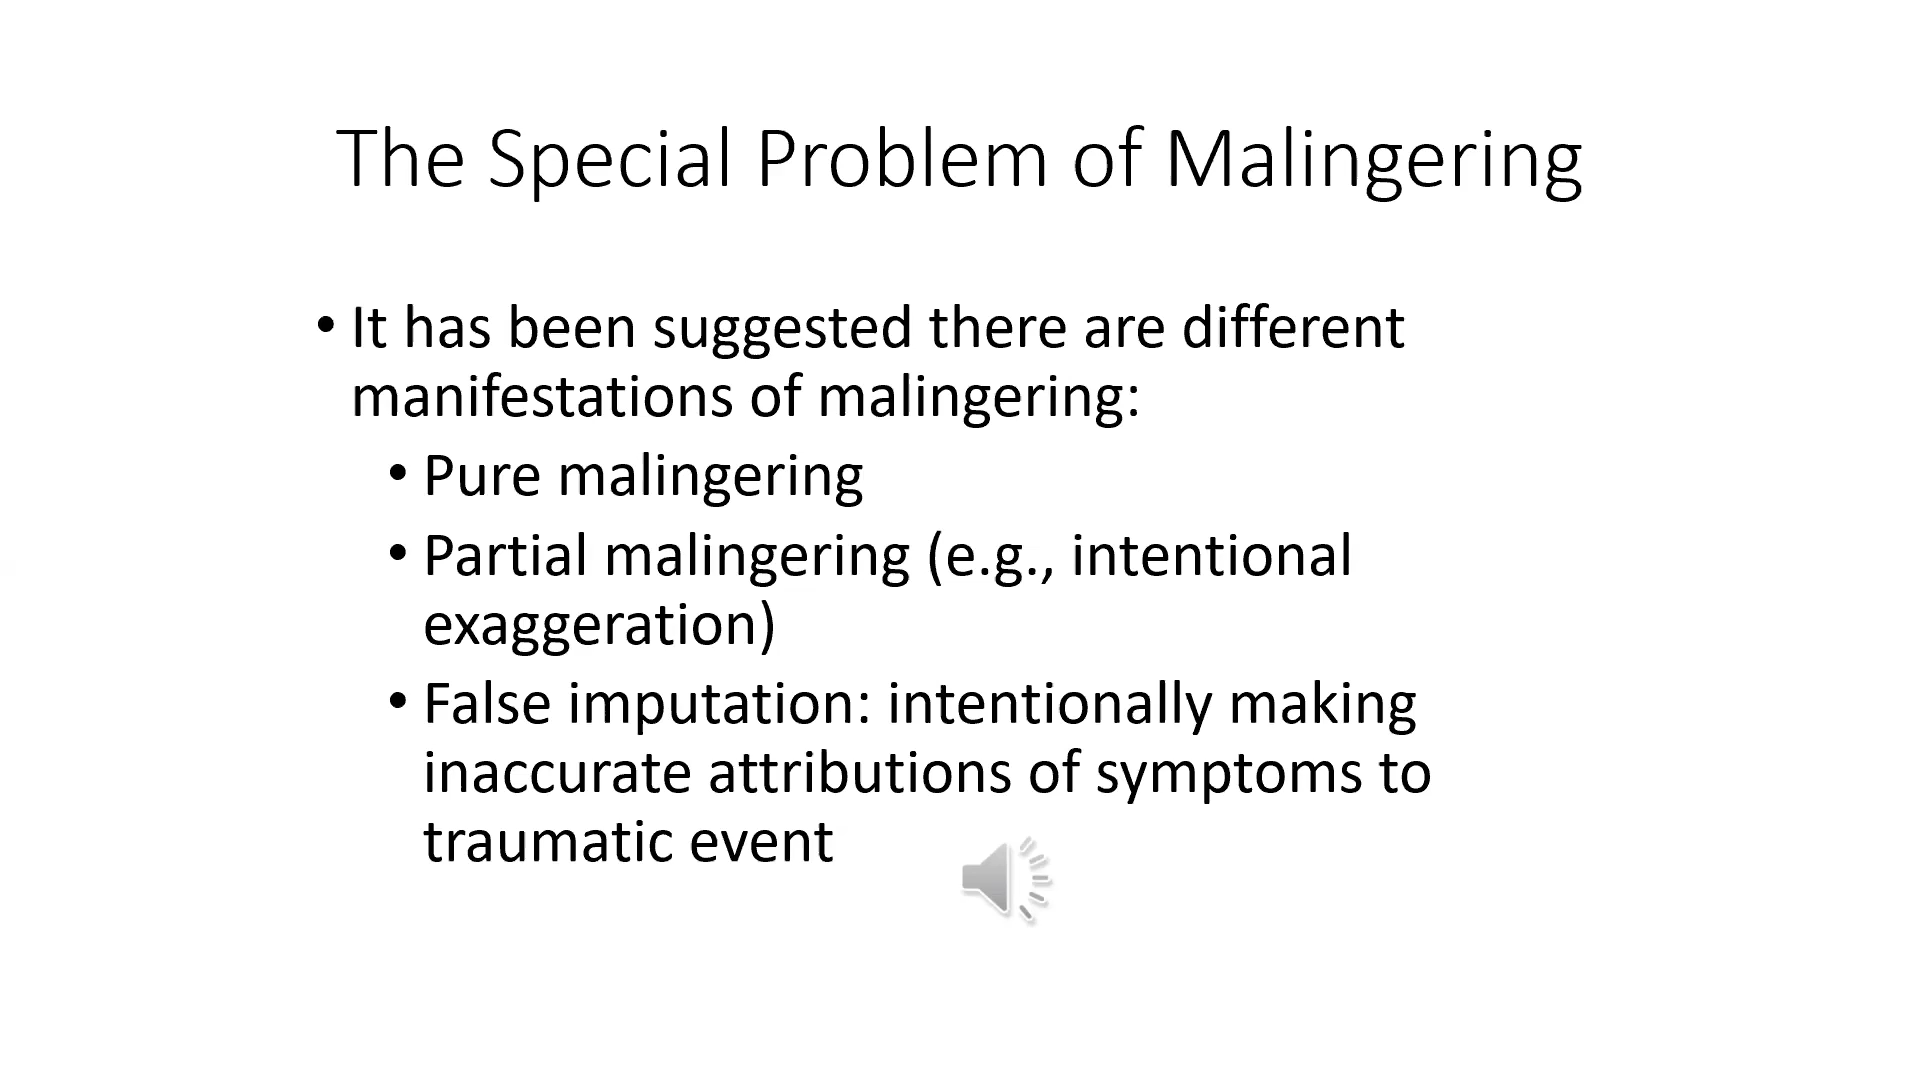 The Special Problem of Malingering
• It has been suggested there are different
manifestations of malingering:
• Pure malingering
• Partial malingering (e.g., intentional
exaggeration)
• False imputation: intentionally making
inaccurate attributions of symptoms to
traumatic event